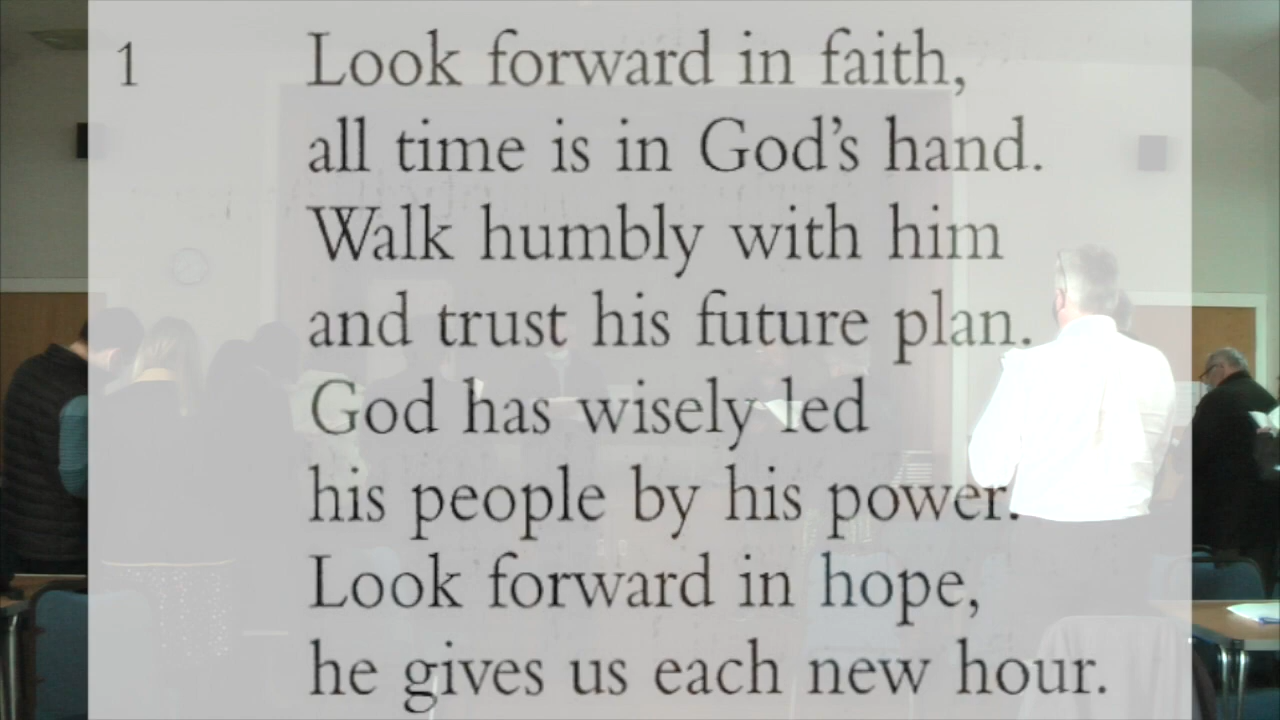 1 Look forward in faith,
all time is in God's hand.
Walk humbly with him
and trust his future plan.
God has wisely led
his people by his power.
Look forward in hope,
he gives us each new hour.